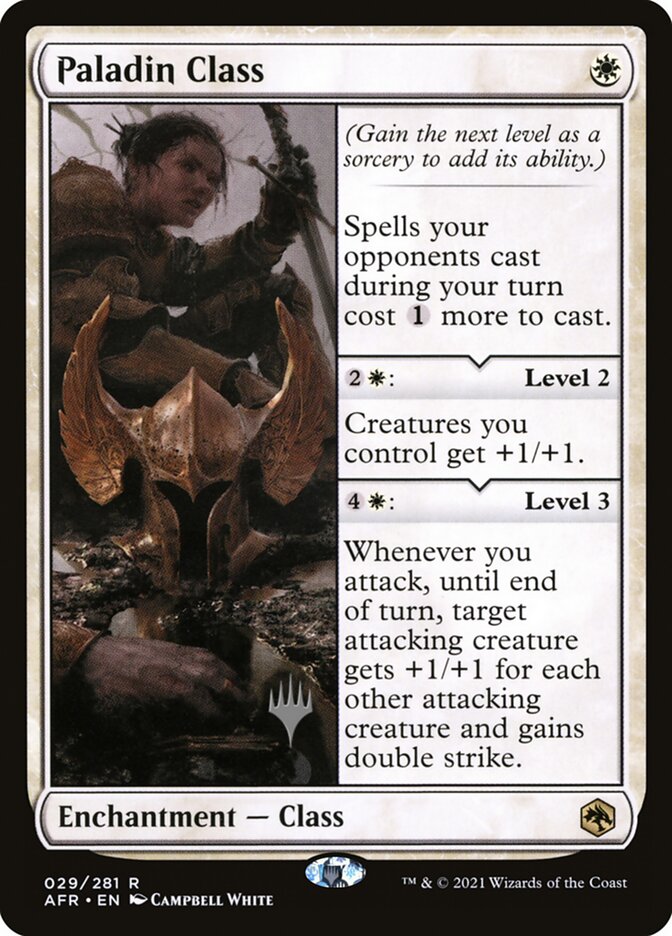 Paladin Class
(Gain the next level as a
sorcery to add its ability.)
Spells your
opponents cast
during your turn
cost 1 more to cast.
2 : Level 2
Creatures you
control get +1/+1.
4 : Level 3
Whenever you
attack, until end
of turn, target
attacking creature
gets +1/+1 for each
other attacking
creature and gains
double strike.
Enchantment — Class
029/281 R
AFR • EN Campbell White
™ & © 2021 Wizards of the Coast